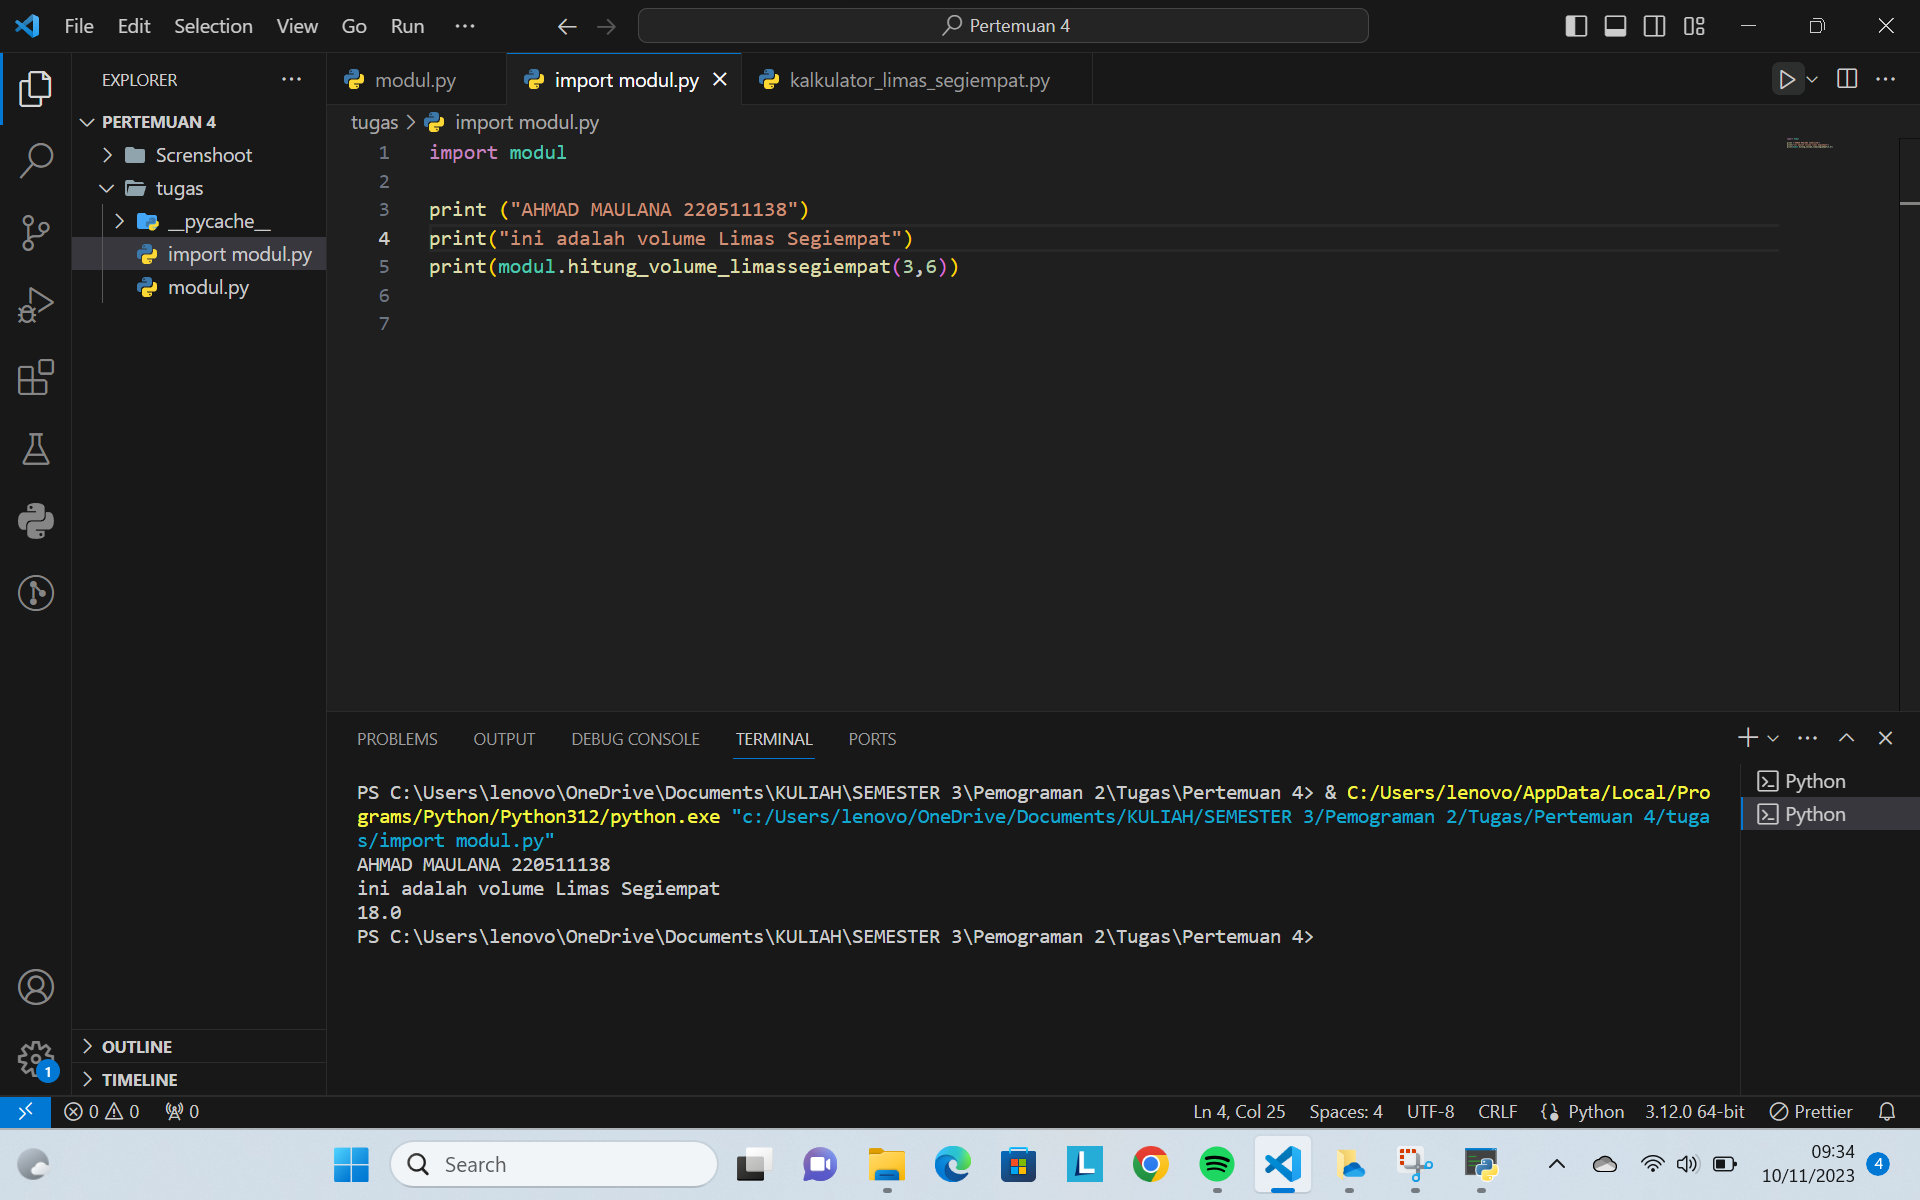 File Edit Selection View Go Run ···
Pertemuan 4
EXPLORER
PERTEMUAN 4
Screnshoot
tugas
__pycache__
import modul.py
modul.py
OUTLINE
TIMELINE
modul.py
import modul.py
kalkulator_limas_segiempat.py
tugas > import modul.py
1 import modul
2
3 print ("AHMAD MAULANA 220511138")
4 print("ini adalah volume Limas Segiempat")
5 print(modul.hitung_volume_limassegiempat(3,6))
6
7
PROBLEMS OUTPUT DEBUG CONSOLE TERMINAL PORTS
PS C:\Users\lenovo\OneDrive\Documents\KULIAH\SEMESTER 3\Pemograman 2\Tugas\Pertemuan 4> & C:/Users/lenovo/AppData/Local/Pro
grams/Python/Python312/python.exe "c:/Users/lenovo/OneDrive/Documents/KULIAH/SEMESTER 3/Pemograman 2/Tugas/Pertemuan 4/tuga
s/import modul.py"
AHMAD MAULANA 220511138
ini adalah volume Limas Segiempat
18.0
PS C:\Users\lenovo\OneDrive\Documents\KULIAH\SEMESTER 3\Pemograman 2\Tugas\Pertemuan 4>
Python
Python
1
0 0 0
Ln 4, Col 25 Spaces: 4 UTF-8 CRLF {} Python 3.12.0 64-bit Prettier
Search
L
09:34
10/11/2023
4